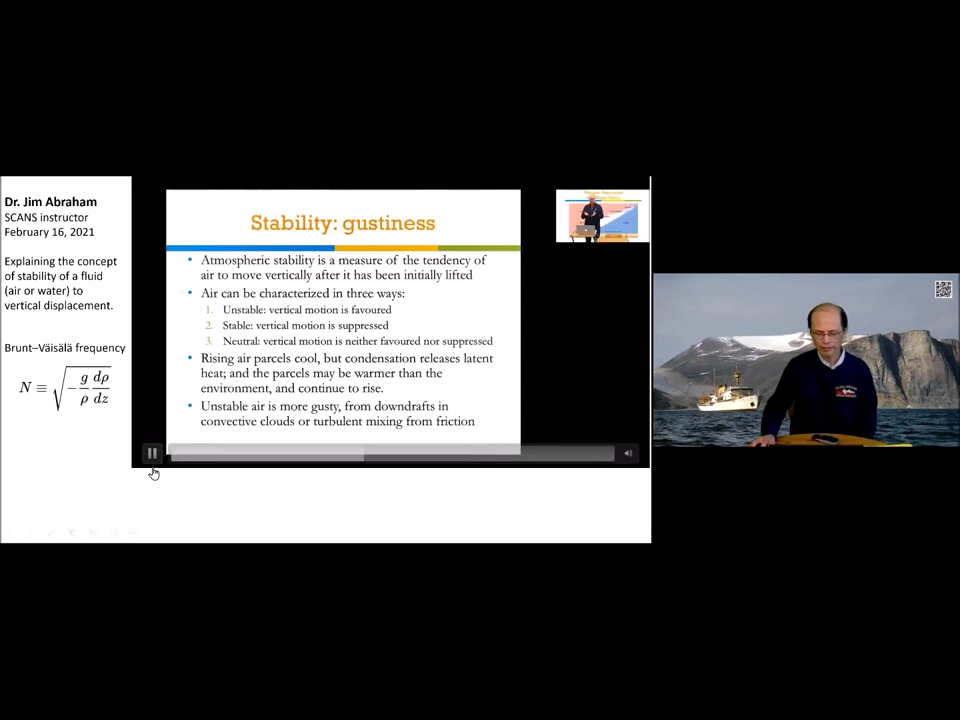 Dr. Jim Abraham
SCANS instructor
February 16, 2021
Explaining the concept
of stability of a fluid
(air or water) to
vertical displacement.
Brunt–Väisälä frequency
N ≡ √(-g/ρ dρ/dz)
Stability: gustiness
• Atmospheric stability is a measure of the tendency of
air to move vertically after it has been initially lifted
• Air can be characterized in three ways:
1. Unstable: vertical motion is favoured
2. Stable: vertical motion is suppressed
3. Neutral: vertical motion is neither favoured nor suppressed
• Rising air parcels cool, but condensation releases latent
heat; and the parcels may be warmer than the
environment, and continue to rise.
• Unstable air is more gusty, from downdrafts in
convective clouds or turbulent mixing from friction